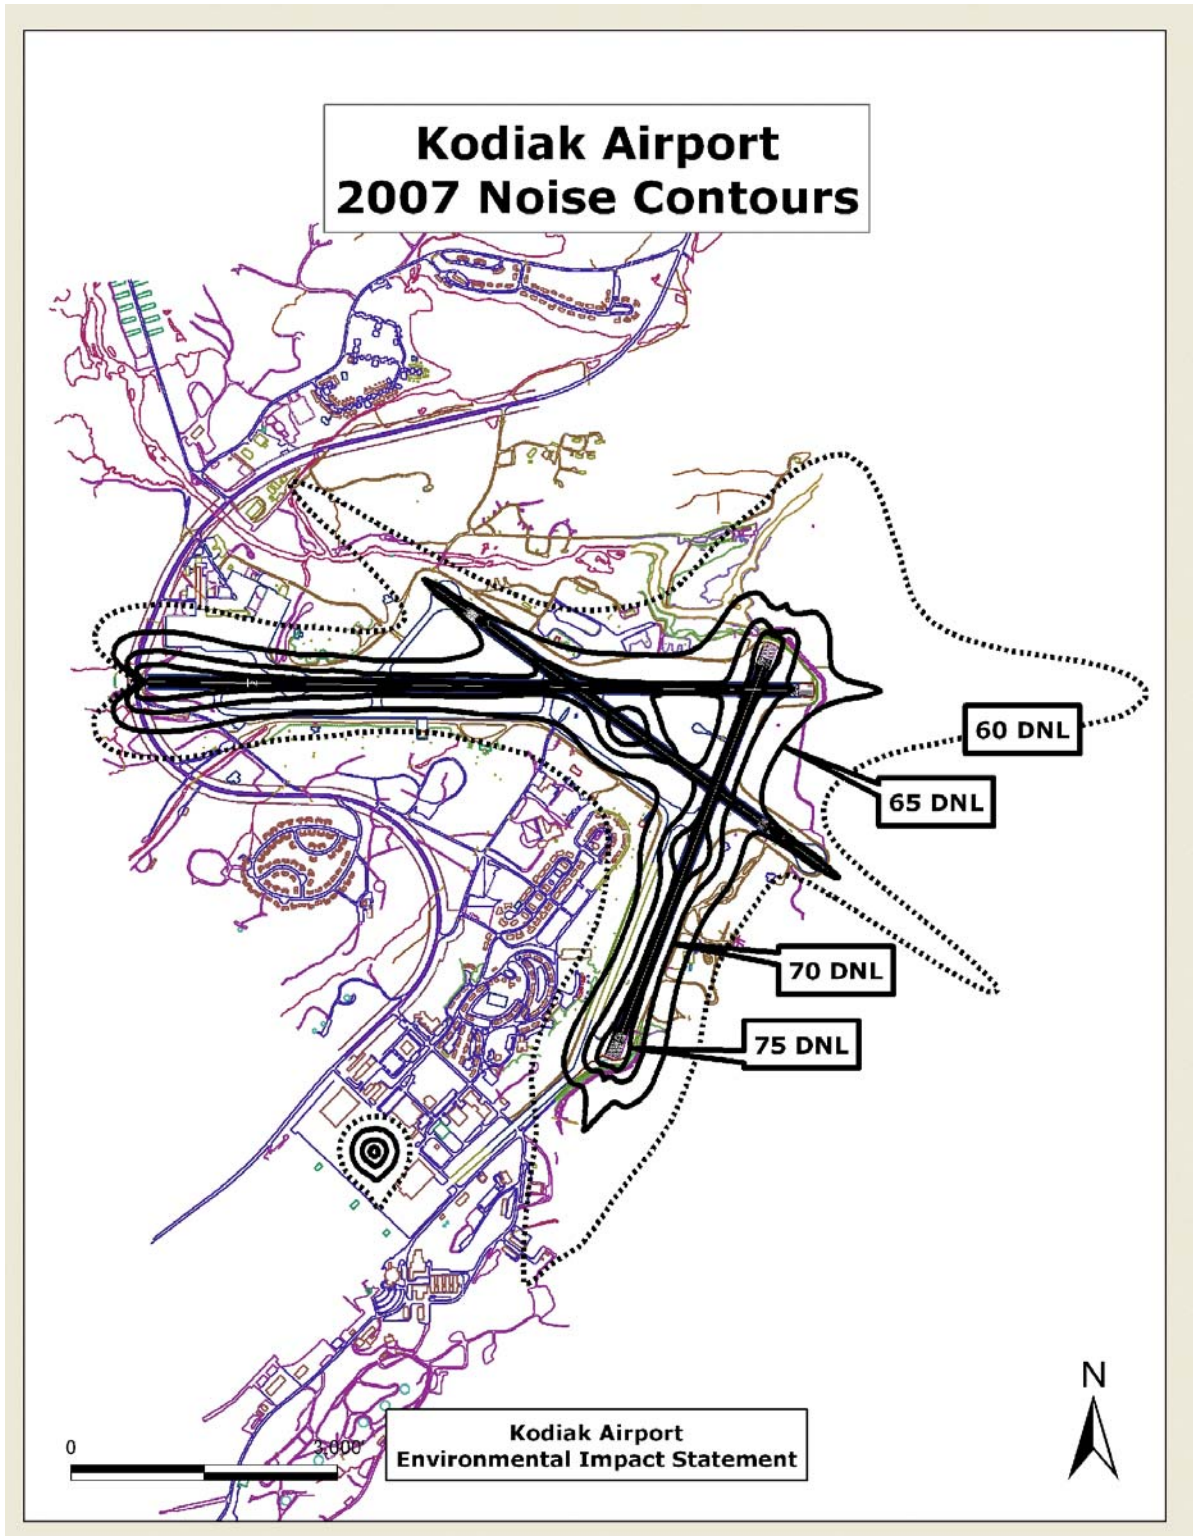 Kodiak Airport
2007 Noise Contours
60 DNL
65 DNL
70 DNL
75 DNL
N
0
3,000
Kodiak Airport
Environmental Impact Statement